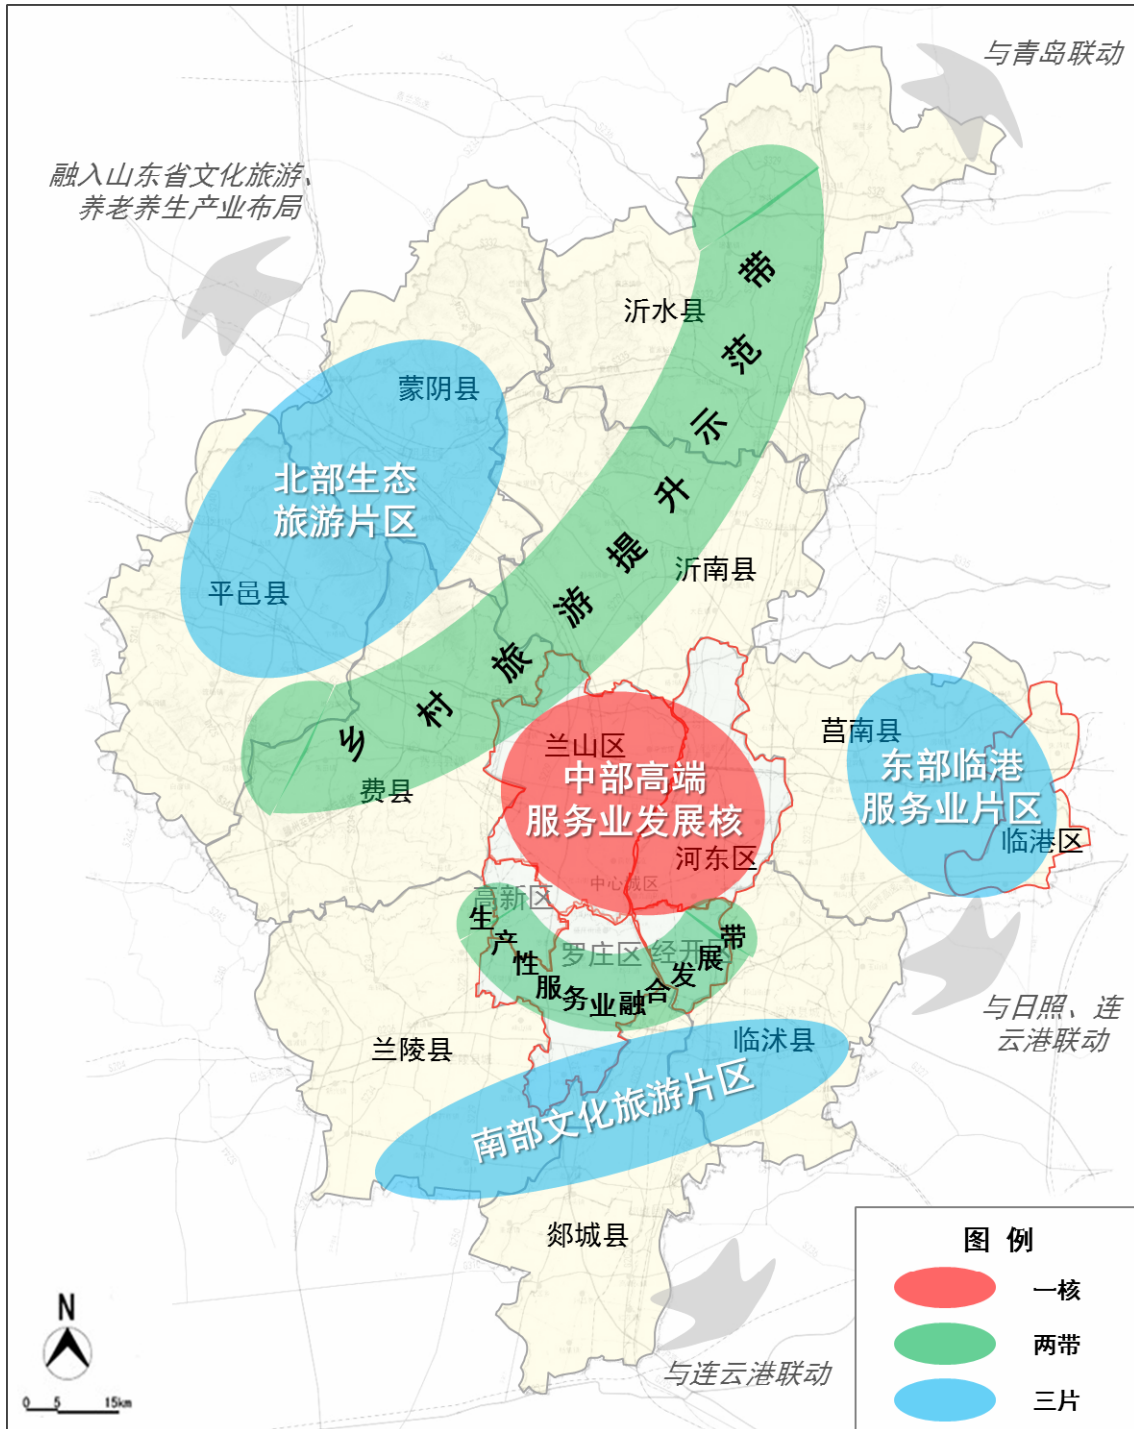 与青岛联动
融入山东省文化旅游、
养老养生产业布局
沂水县
蒙阴县
北部生态
旅游片区
平邑县
沂南县
乡村旅游提升示范带
费县
兰山区
中部高端
服务业发展核
河东区
中心城区
莒南县
东部临港
服务业片区
临港区
高新区
罗庄区
经开区
生产性服务业融合发展带
与日照、连
云港联动
兰陵县
临沭县
南部文化旅游片区
郯城县
与连云港联动
N
0 5 15km
图 例
一核
两带
三片